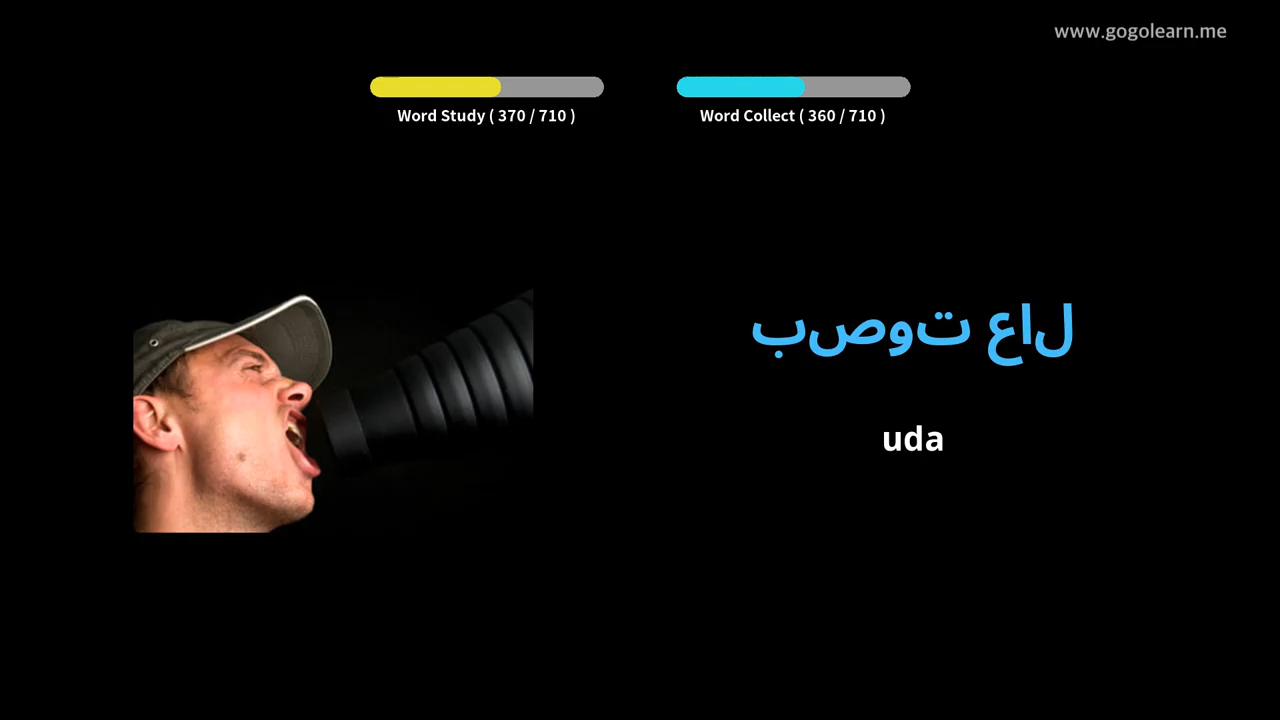 www.gogolearn.me
Word Study ( 370 / 710 )
Word Collect ( 360 / 710 )
بصوت عال
uda